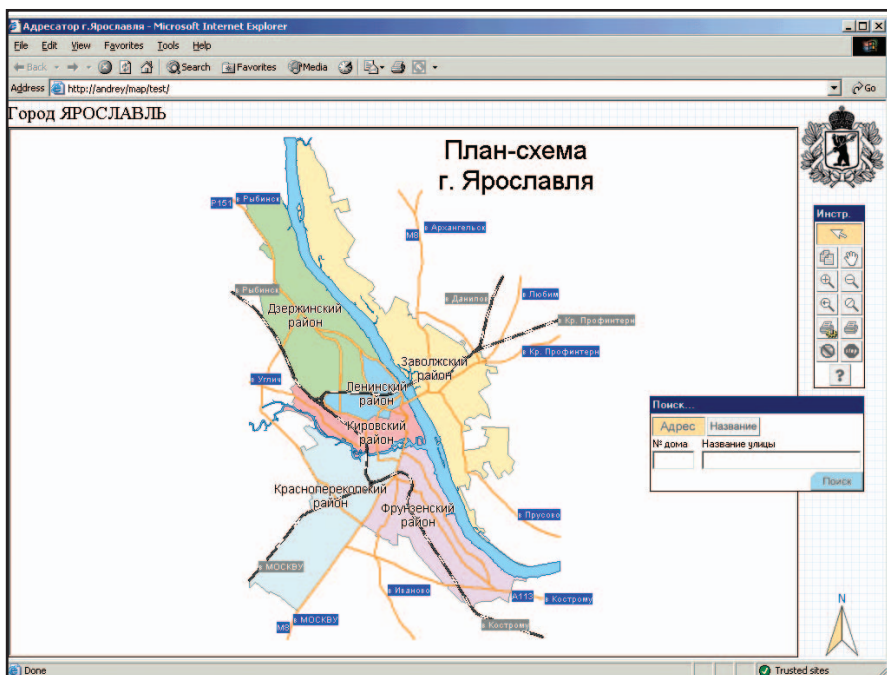 Адресатор г.Ярославля - Microsoft Internet Explorer
File Edit View Favorites Tools Help
Back Search Favorites Media
Address http://andrey/map/test/ Go
Город ЯРОСЛАВЛЬ
План-схема
г. Ярославля
Р151 в Рыбинск
М8 в Архангельск
в Рыбинск
в Данилов
в Любим
в Кр. Профинтерн
в Кр. Профинтерн
Дзержинский
район
Заволжский
район
в Углич
Ленинский
район
Кировский
район
Красноперекопский
район
Фрунзенский
район
в Прусово
в МОСКВУ
в Иваново
А113 в Кострому
М8 в МОСКВУ
в Кострому
Инстр.
stop
?
Поиск...
Адрес Название
№ дома Название улицы
Поиск
N
Done Trusted sites